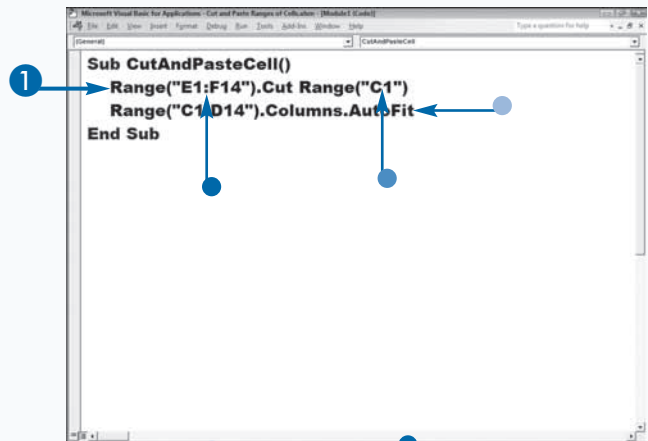 Microsoft Visual Basic for Applications - Cut and Paste Ranges of Cells.xlsm - [Module1 (Code)]
File Edit View Insert Format Debug Run Tools Add-Ins Window Help Type a question for help
(General) CutAndPasteCell
Sub CutAndPasteCell()
1 Range("E1:F14").Cut Range("C1")
Range("C1:D14").Columns.AutoFit
End Sub